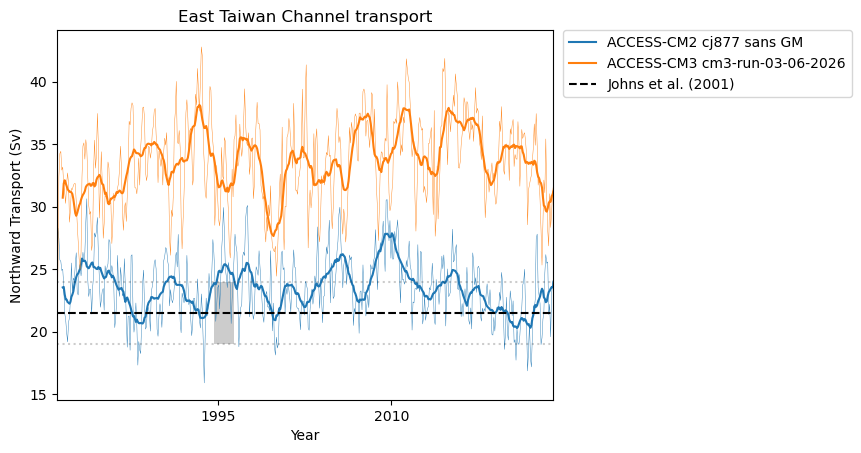 East Taiwan Channel transport
ACCESS-CM2 cj877 sans GM
ACCESS-CM3 cm3-run-03-06-2026
Johns et al. (2001)
Northward Transport (Sv)
40
35
30
25
20
15
1995
2010
Year